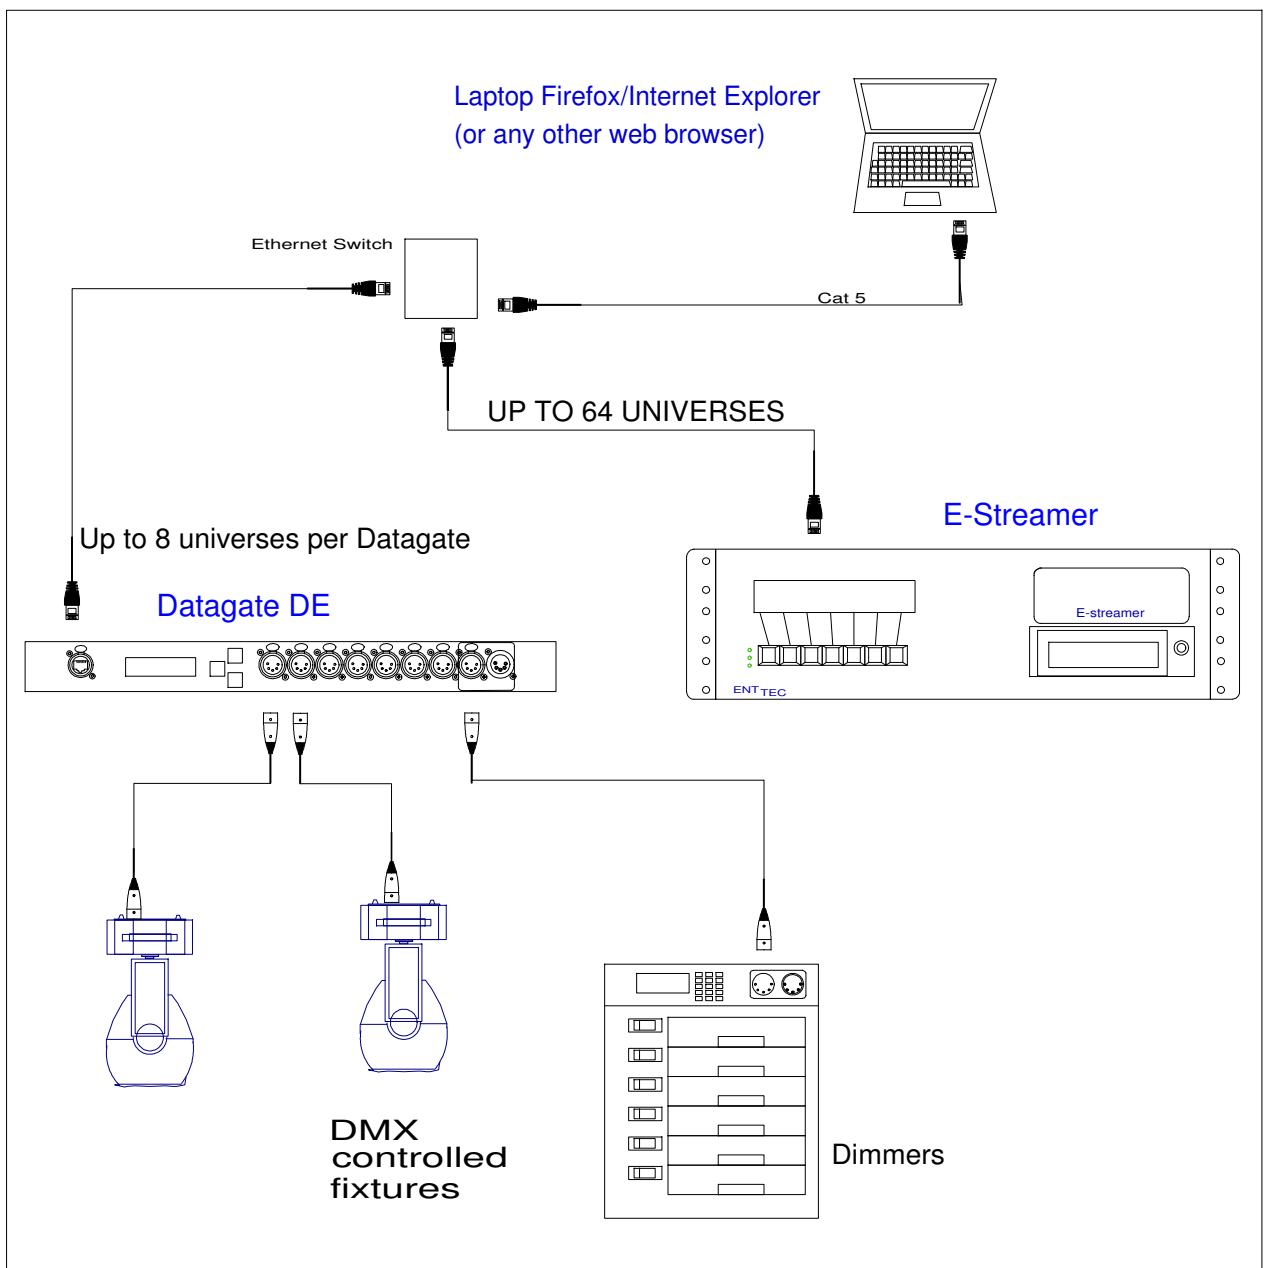 Laptop Firefox/Internet Explorer
(or any other web browser)
Ethernet Switch
Cat 5
UP TO 64 UNIVERSES
E-Streamer
Up to 8 universes per Datagate
Datagate DE
E-streamer
ENTTEC
DMX
controlled
fixtures
Dimmers